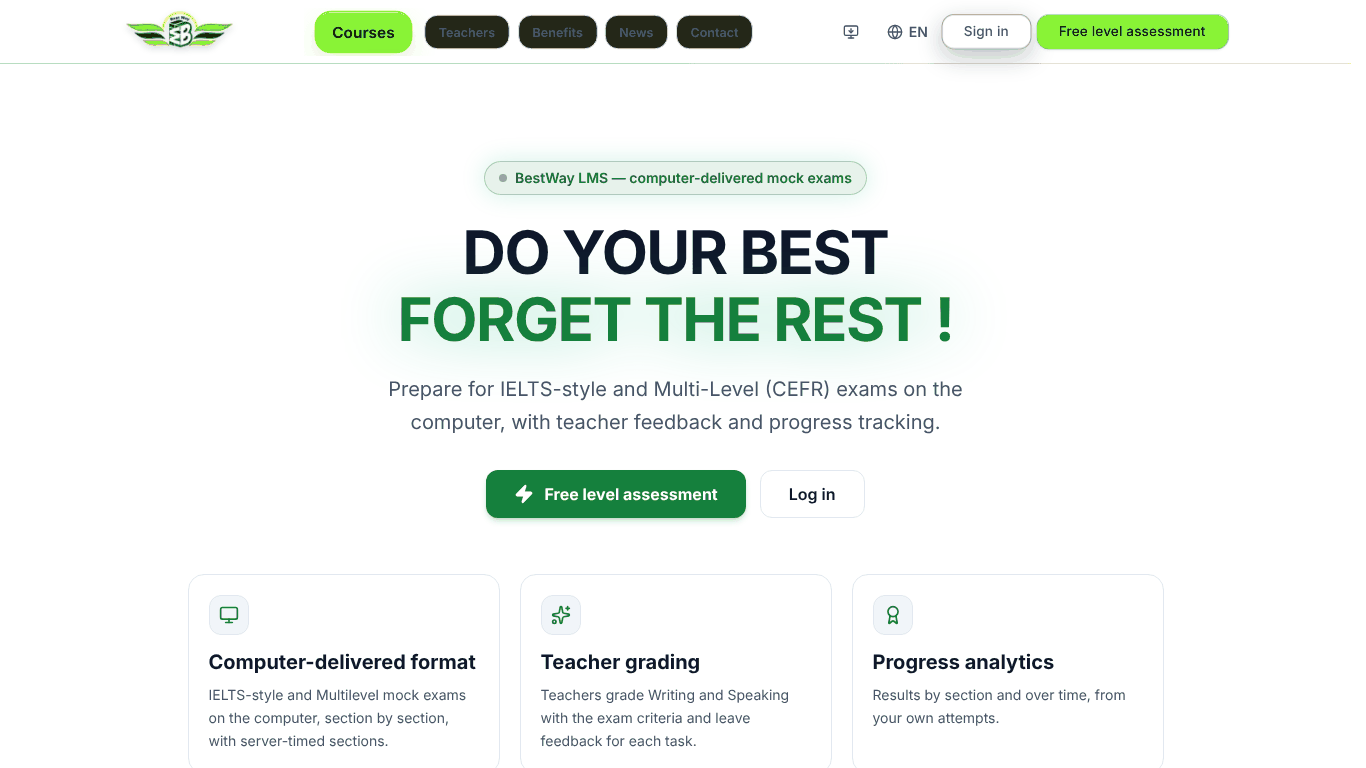 Best Way
Courses
Teachers
Benefits
News
Contact
EN
Sign in
Free level assessment
BestWay LMS — computer-delivered mock exams
DO YOUR BEST
FORGET THE REST !
Prepare for IELTS-style and Multi-Level (CEFR) exams on the
computer, with teacher feedback and progress tracking.
Free level assessment
Log in
Computer-delivered format
IELTS-style and Multilevel mock exams
on the computer, section by section,
with server-timed sections.
Teacher grading
Teachers grade Writing and Speaking
with the exam criteria and leave
feedback for each task.
Progress analytics
Results by section and over time, from
your own attempts.